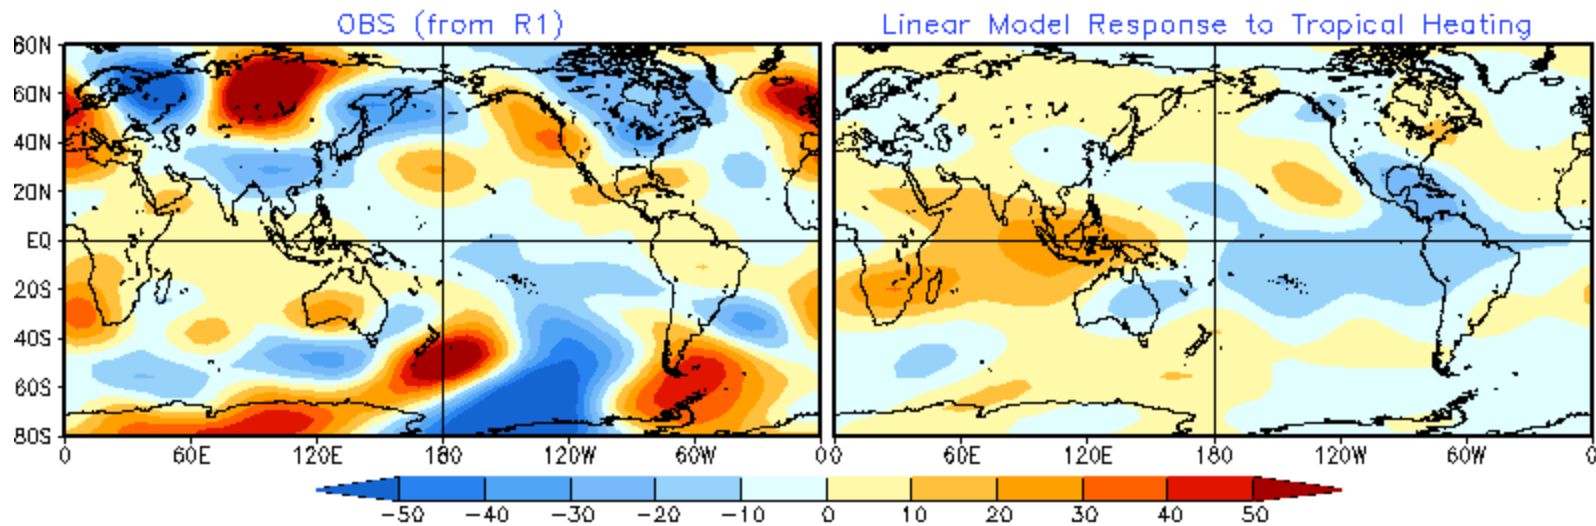 OBS (from R1)
Linear Model Response to Tropical Heating
80N
60N
40N
20N
EQ
20S
40S
60S
80S
0 60E 120E 180 120W 60W 0
0 60E 120E 180 120W 60W 0
-50 -40 -30 -20 -10 0 10 20 30 40 50